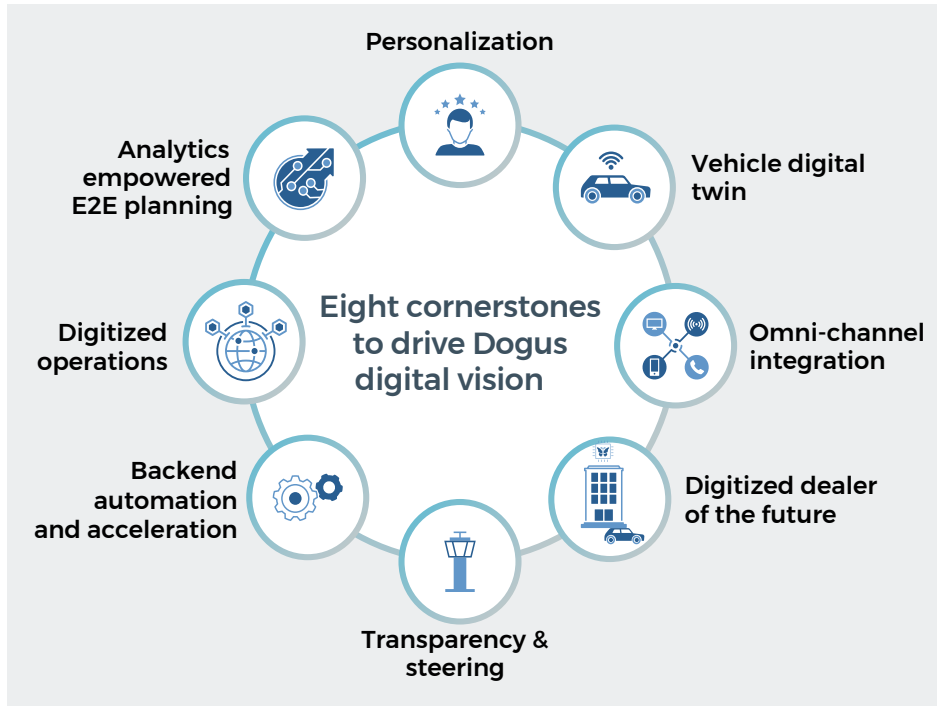 Personalization
Analytics
empowered
E2E planning
Vehicle digital
twin
Eight cornerstones
to drive Dogus
digital vision
Digitized
operations
Omni-channel
integration
Backend
automation
and acceleration
Digitized dealer
of the future
Transparency &
steering